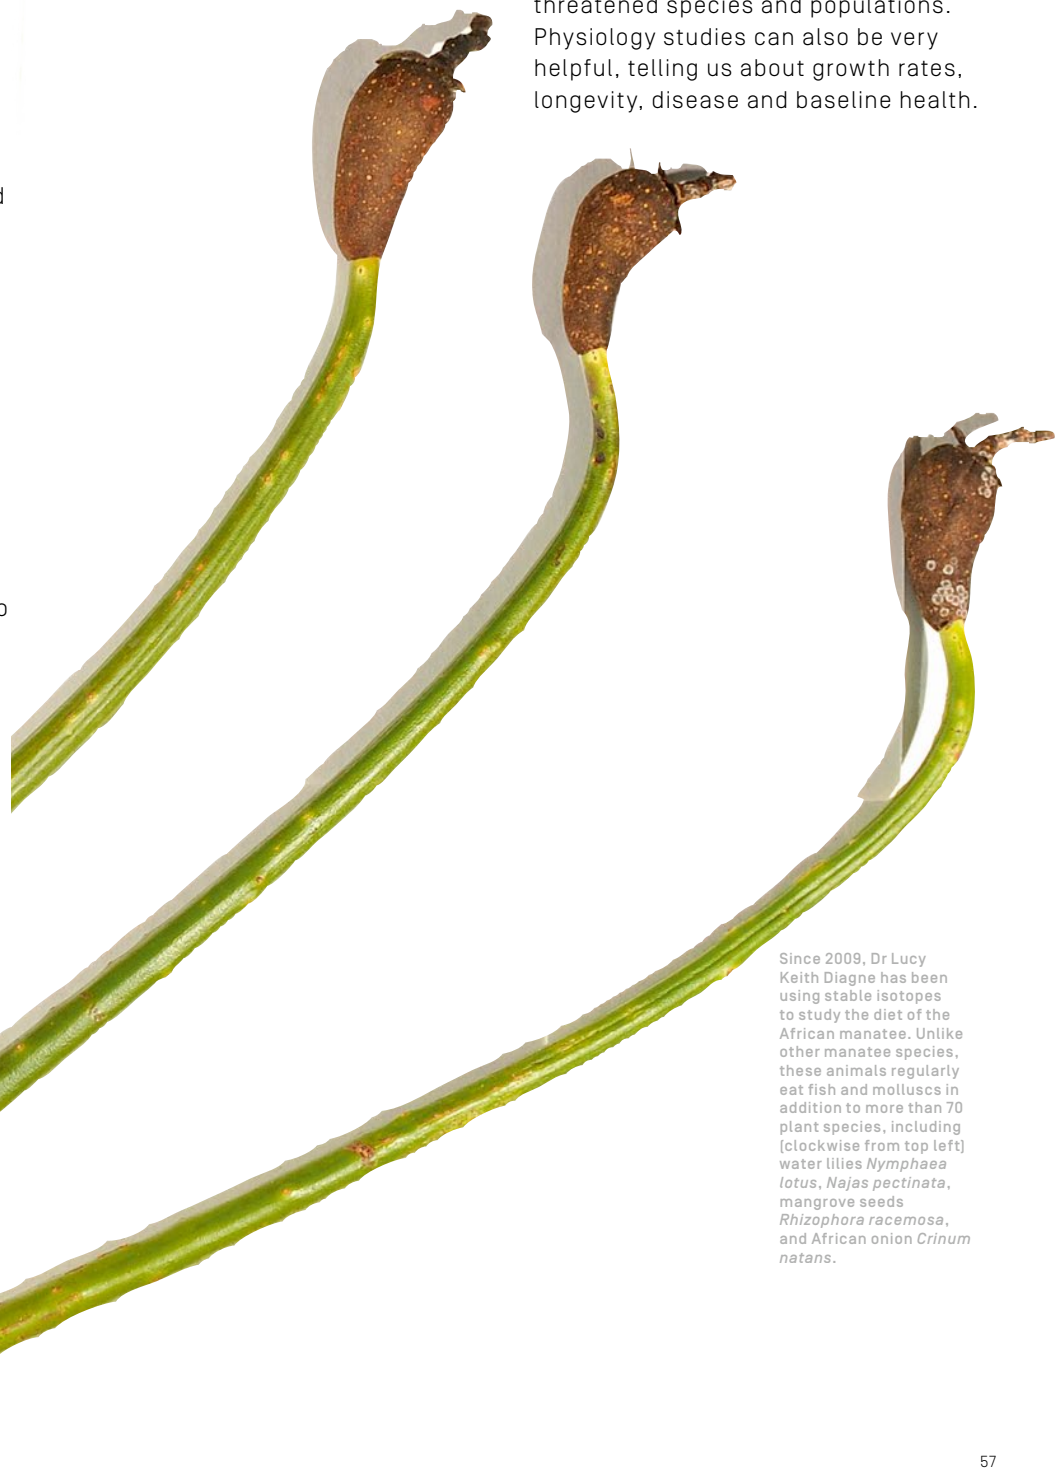 threatened species and populations.
Physiology studies can also be very
helpful, telling us about growth rates,
longevity, disease and baseline health.
d
o
Since 2009, Dr Lucy
Keith Diagne has been
using stable isotopes
to study the diet of the
African manatee. Unlike
other manatee species,
these animals regularly
eat fish and molluscs in
addition to more than 70
plant species, including
(clockwise from top left)
water lilies Nymphaea
lotus, Najas pectinata,
mangrove seeds
Rhizophora racemosa,
and African onion Crinum
natans.
57